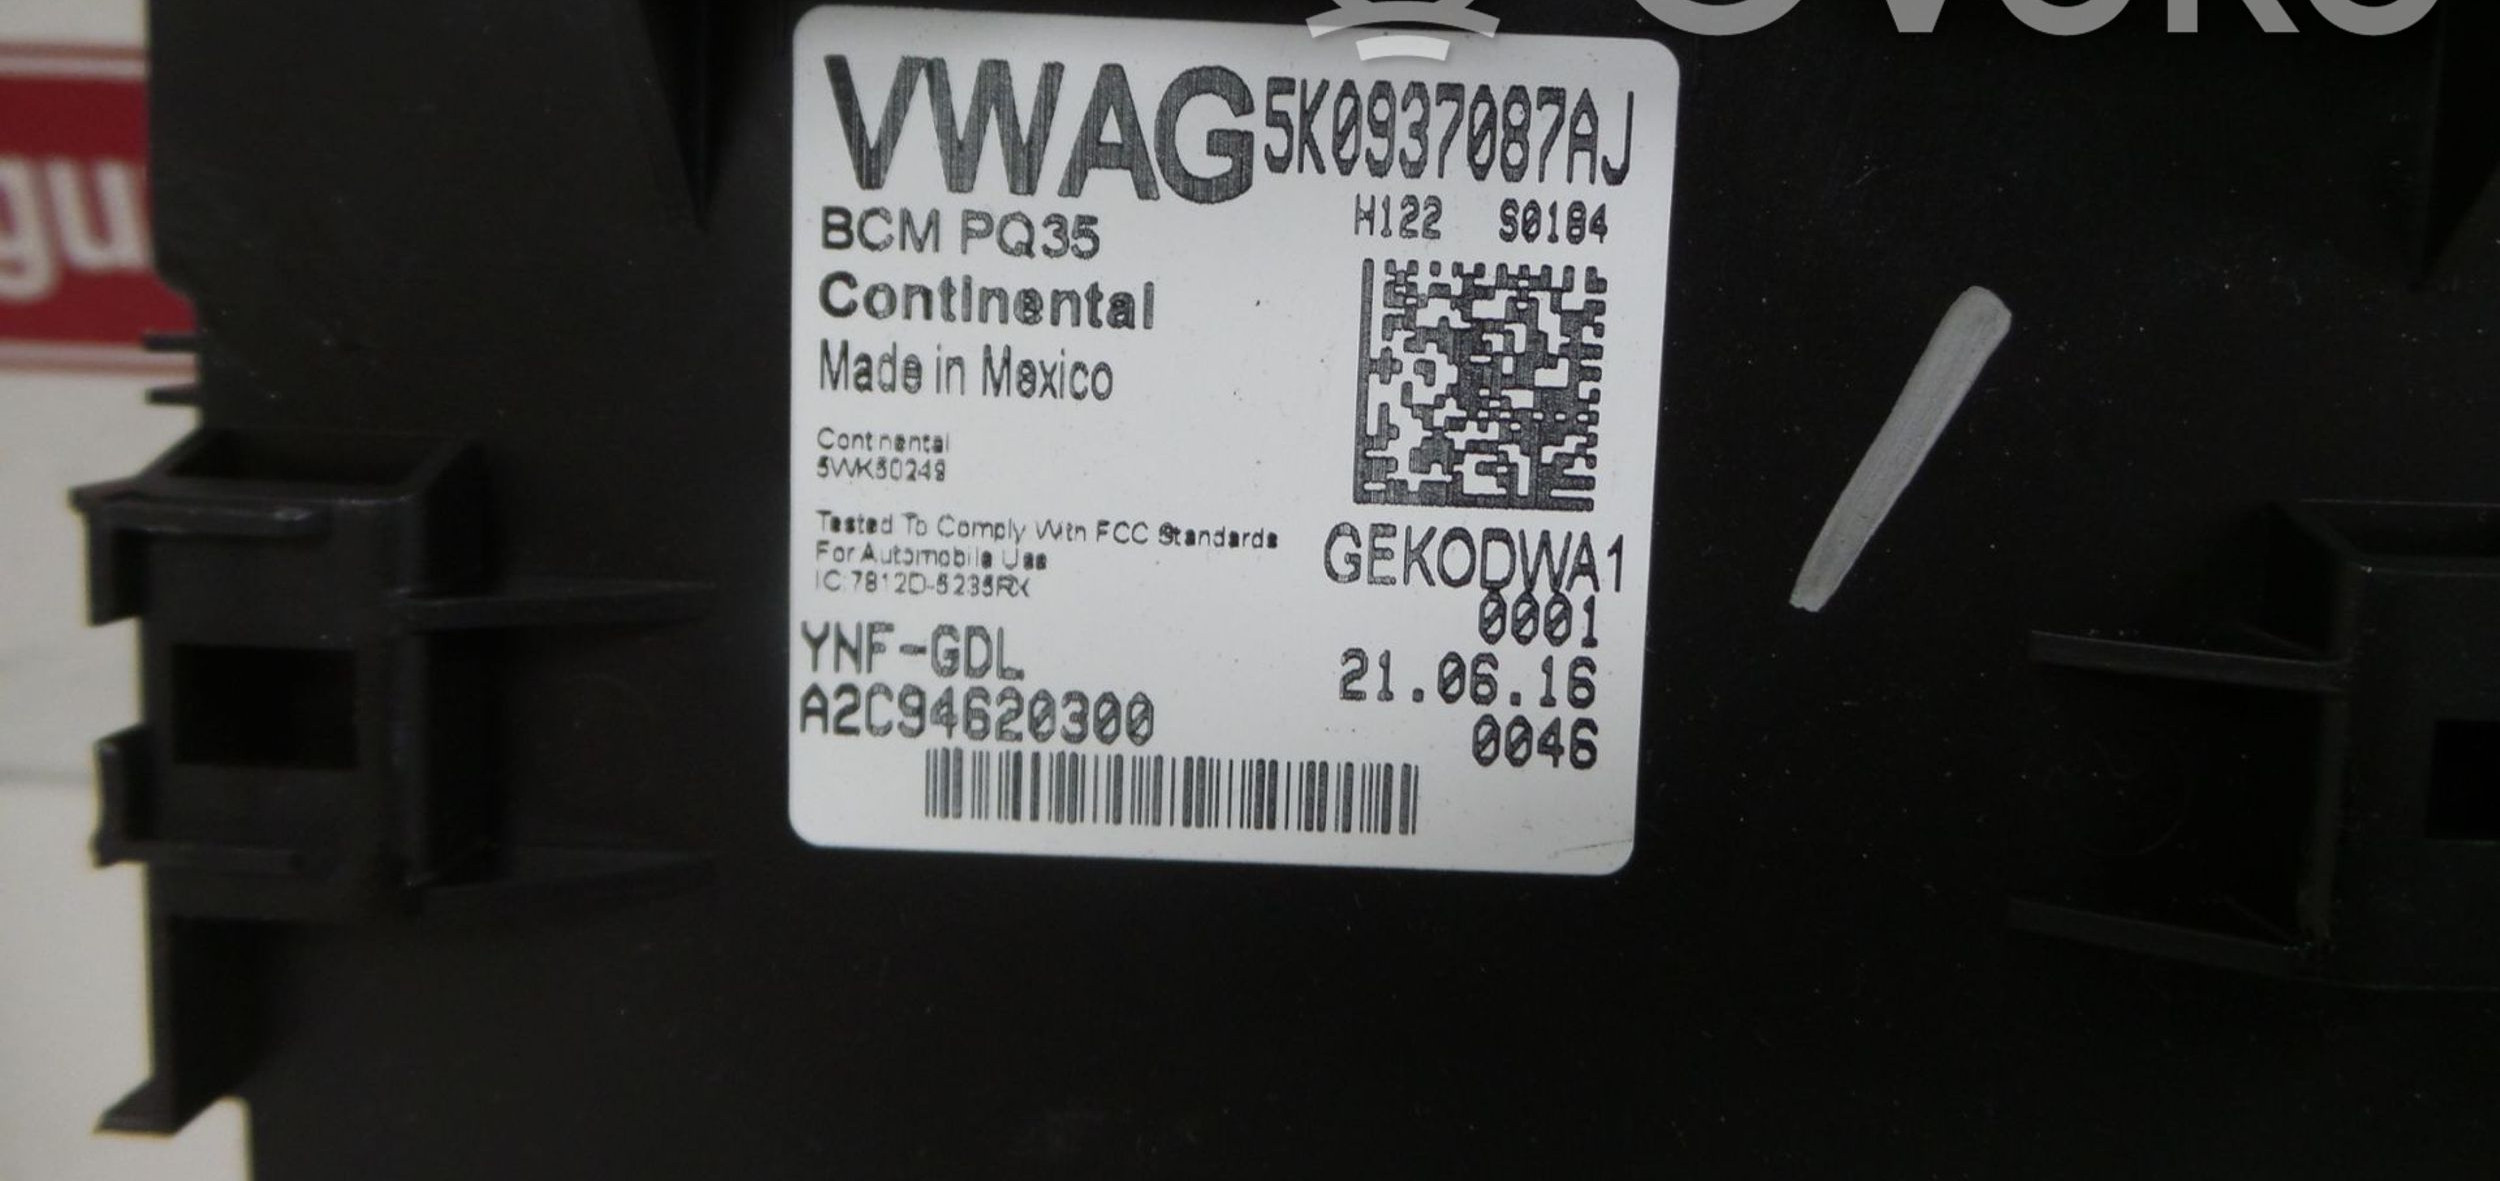 VWAG 5K0937087AJ
H122 S0184
BCM PQ35
Continental
Made in Mexico
Continental
5WK50249
Tested To Comply With FCC Standards
For Automobile Use
IC:7812D-5235RX
GEKODWA1
0001
YNF-GDL
21.06.16
A2C94620300
0046
gu